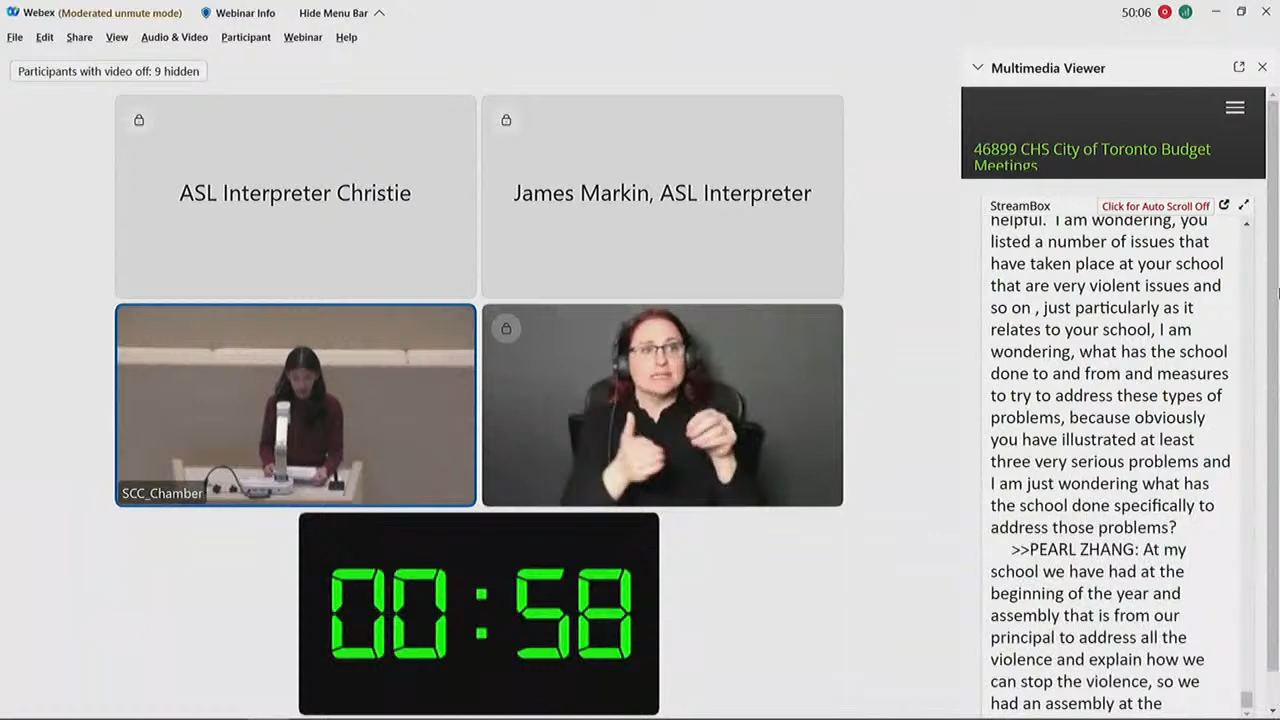 Webex (Moderated unmute mode) Webinar Info Hide Menu Bar 50:06
File Edit Share View Audio & Video Participant Webinar Help
Participants with video off: 9 hidden
ASL Interpreter Christie
James Markin, ASL Interpreter
SCC_Chamber
00:58
Multimedia Viewer
46899 CHS City of Toronto Budget
Meetings
StreamBox Click for Auto Scroll Off
helpful. I am wondering, you
listed a number of issues that
have taken place at your school
that are very violent issues and
so on , just particularly as it
relates to your school, I am
wondering, what has the school
done to and from and measures
to try to address these types of
problems, because obviously
you have illustrated at least
three very serious problems and
I am just wondering what has
the school done specifically to
address those problems?
>>PEARL ZHANG: At my
school we have had at the
beginning of the year and
assembly that is from our
principal to address all the
violence and explain how we
can stop the violence, so we
had an assembly at the